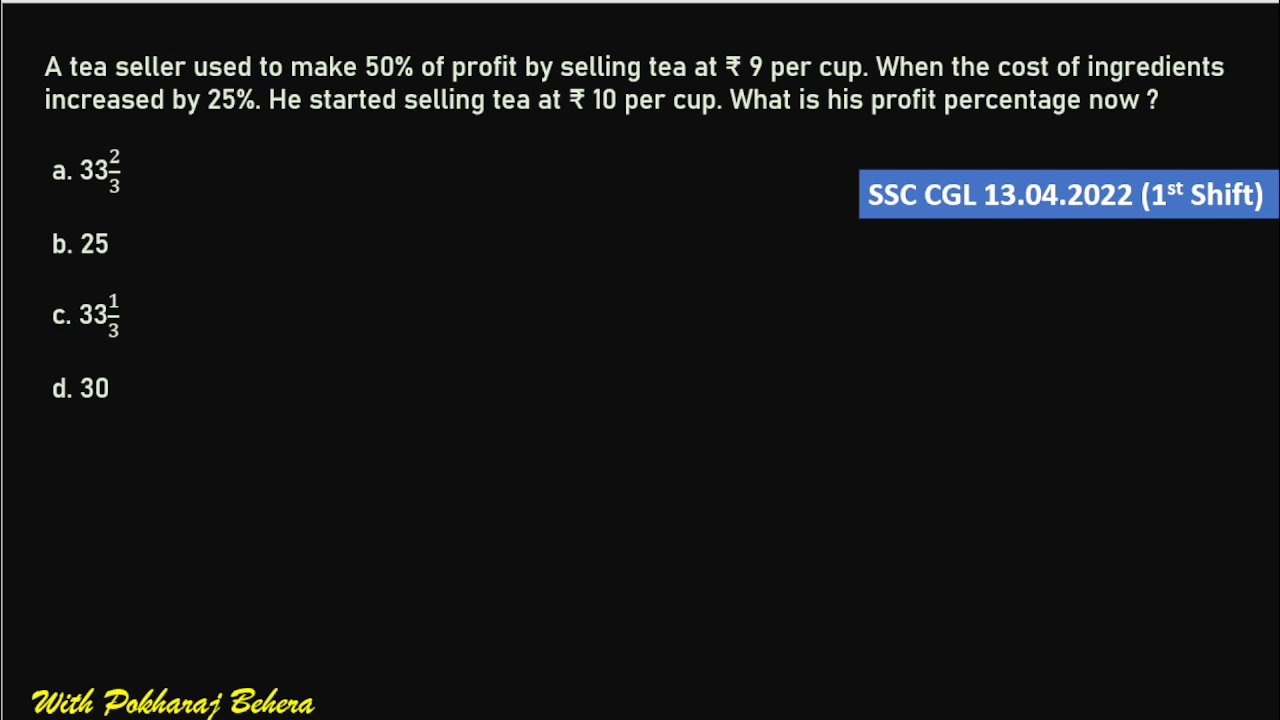 A tea seller used to make 50% of profit by selling tea at ₹ 9 per cup. When the cost of ingredients
increased by 25%. He started selling tea at ₹ 10 per cup. What is his profit percentage now ?
a. 33 2/3
SSC CGL 13.04.2022 (1st Shift)
b. 25
c. 33 1/3
d. 30
With Pokharaj Behera